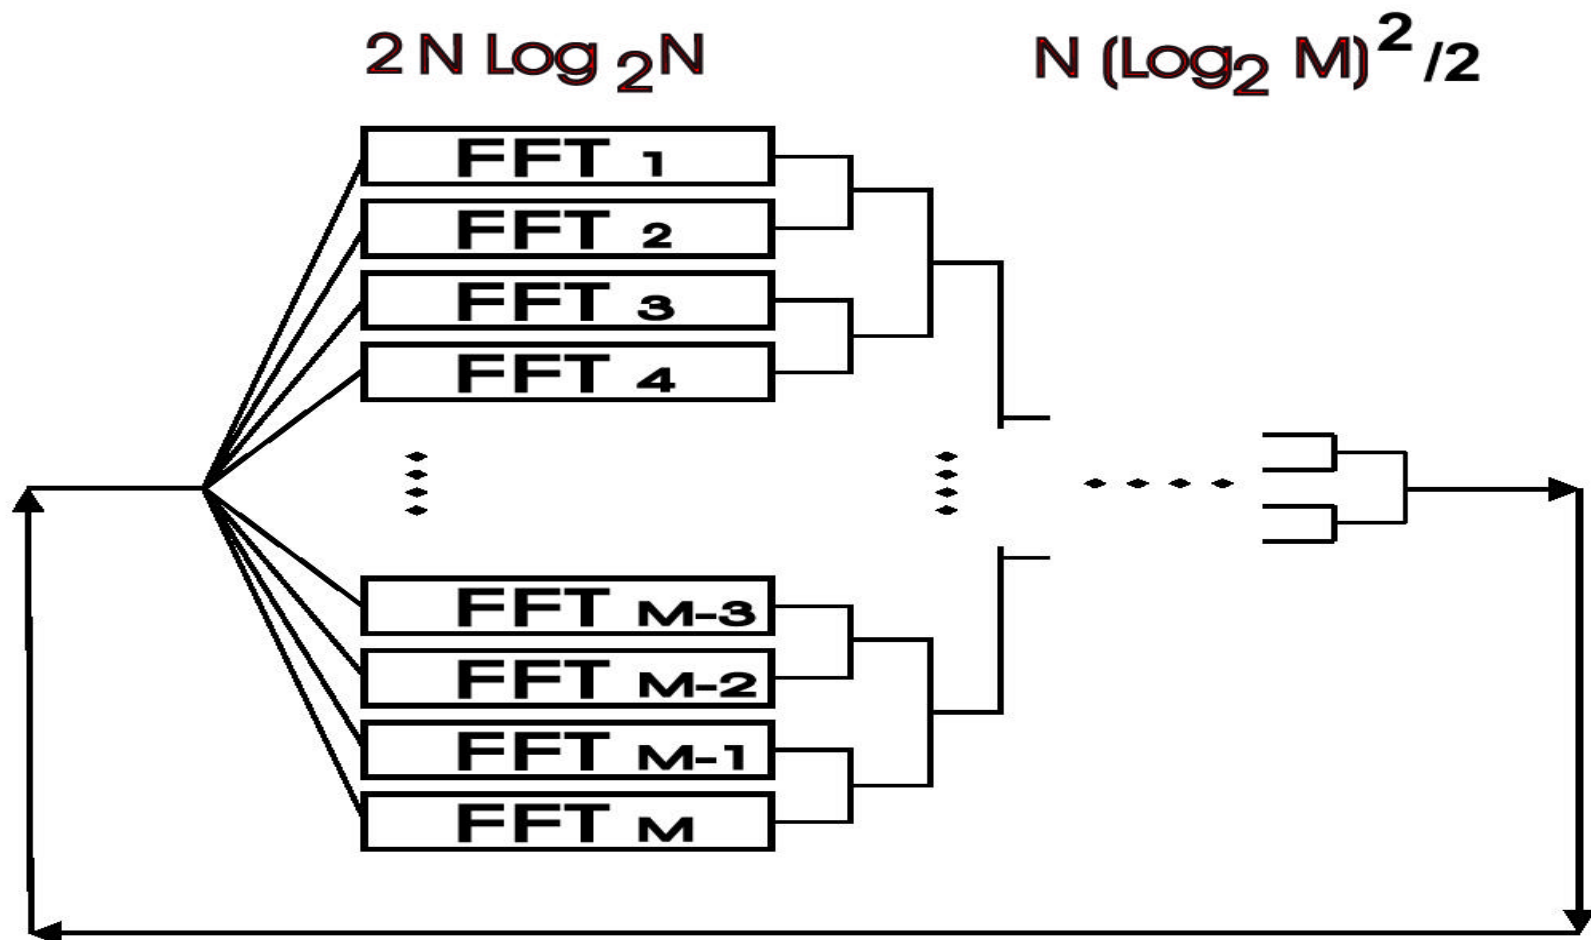 2 N Log 2N
N (Log2 M)2 /2
FFT 1
FFT 2
FFT 3
FFT 4
FFT M-3
FFT M-2
FFT M-1
FFT M